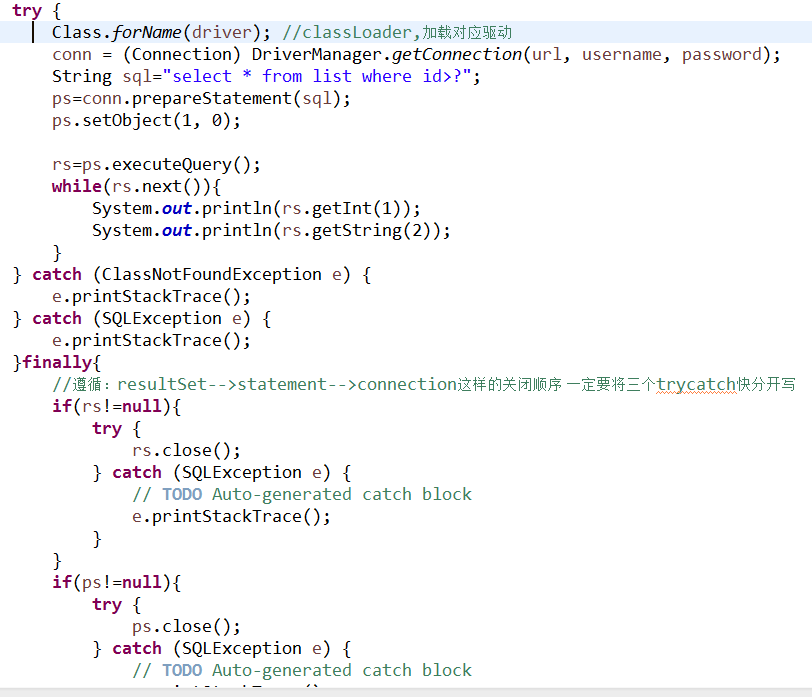 try {
    Class.forName(driver); //classLoader,加载对应驱动
    conn = (Connection) DriverManager.getConnection(url, username, password);
    String sql="select * from list where id>?";
    ps=conn.prepareStatement(sql);
    ps.setObject(1, 0);

    rs=ps.executeQuery();
    while(rs.next()){
        System.out.println(rs.getInt(1));
        System.out.println(rs.getString(2));
    }
} catch (ClassNotFoundException e) {
    e.printStackTrace();
} catch (SQLException e) {
    e.printStackTrace();
}finally{
    //遵循：resultSet-->statement-->connection这样的关闭顺序 一定要将三个trycatch快分开写
    if(rs!=null){
        try {
            rs.close();
        } catch (SQLException e) {
            // TODO Auto-generated catch block
            e.printStackTrace();
        }
    }
    if(ps!=null){
        try {
            ps.close();
        } catch (SQLException e) {
            // TODO Auto-generated catch block